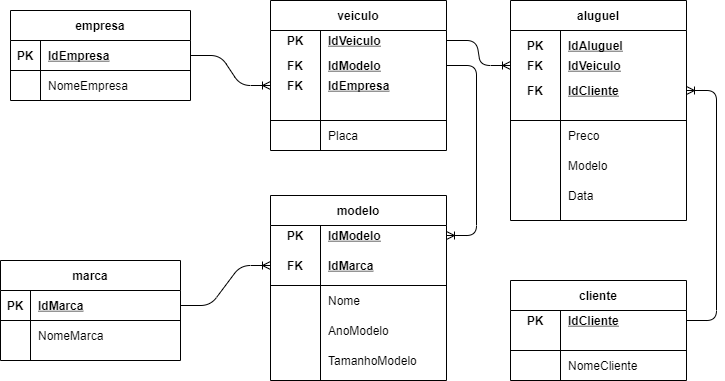 empresa
PK IdEmpresa
NomeEmpresa
veiculo
PK IdVeiculo
FK IdModelo
FK IdEmpresa
Placa
aluguel
PK IdAluguel
FK IdVeiculo
FK IdCliente
Preco
Modelo
Data
marca
PK IdMarca
NomeMarca
modelo
PK IdModelo
FK IdMarca
Nome
AnoModelo
TamanhoModelo
cliente
PK IdCliente
NomeCliente